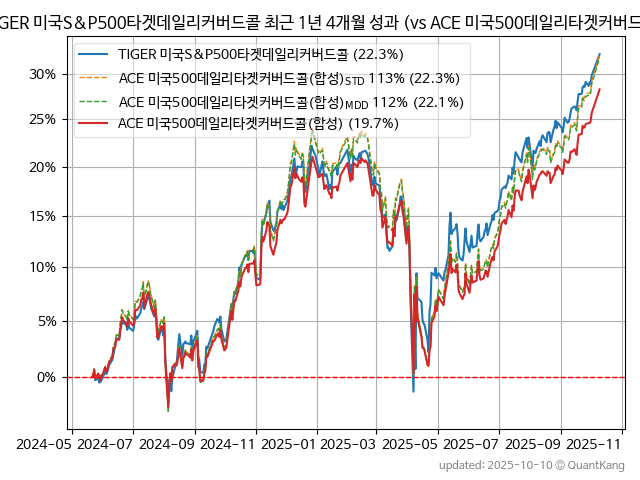 GER 미국S&P500타겟데일리커버드콜 최근 1년 4개월 성과 (vs ACE 미국500데일리타겟커버드
TIGER 미국S&P500타겟데일리커버드콜 (22.3%)
ACE 미국500데일리타겟커버드콜(합성)STD 113% (22.3%)
ACE 미국500데일리타겟커버드콜(합성)MDD 112% (22.1%)
ACE 미국500데일리타겟커버드콜(합성) (19.7%)
30%
25%
20%
15%
10%
5%
0%
2024-05 2024-07 2024-09 2024-11 2025-01 2025-03 2025-05 2025-07 2025-09 2025-11
updated: 2025-10-10 © QuantKang